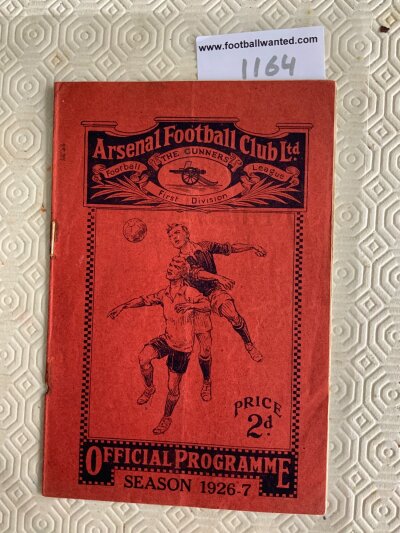 www.footballwanted.com
1164
Arsenal Football Club Ltd.
"THE GUNNERS"
Football League
First Division
PRICE
2d.
OFFICIAL PROGRAMME
SEASON 1926-7